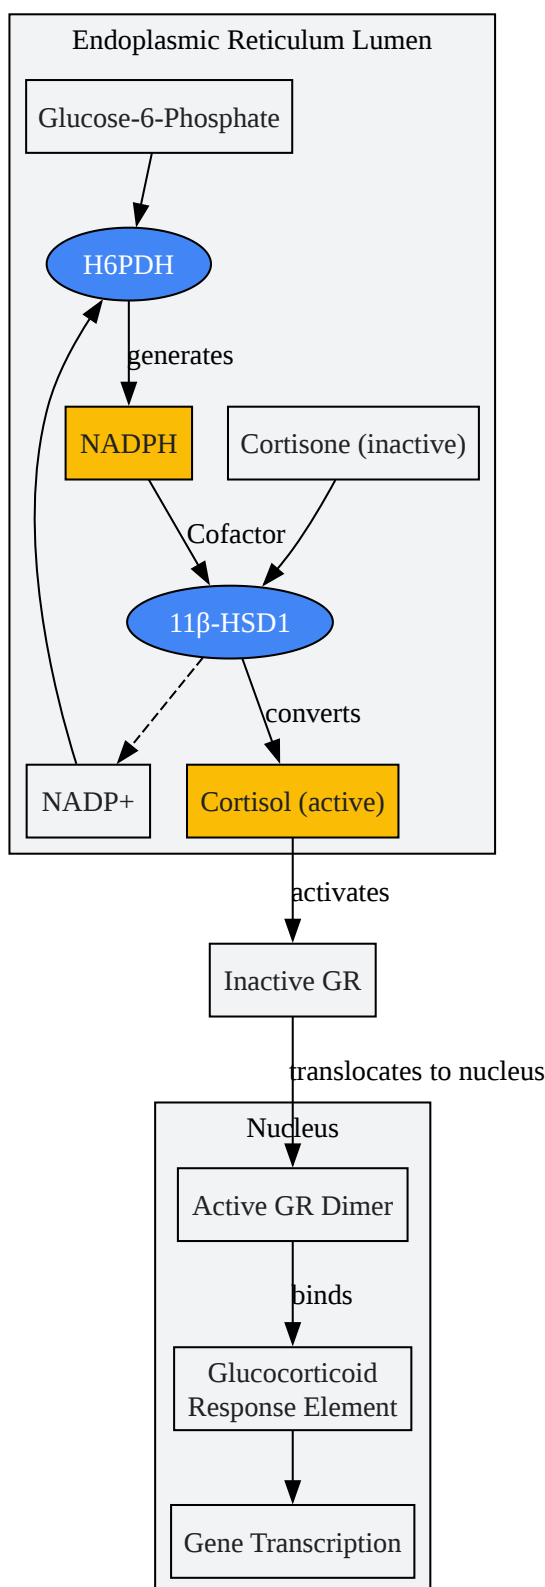 Endoplasmic Reticulum Lumen
Glucose-6-Phosphate
H6PDH
generates
NADPH
Cortisone (inactive)
Cofactor
11β-HSD1
converts
NADP+
Cortisol (active)
activates
Inactive GR
translocates to nucleus
Nucleus
Active GR Dimer
binds
Glucocorticoid
Response Element
Gene Transcription